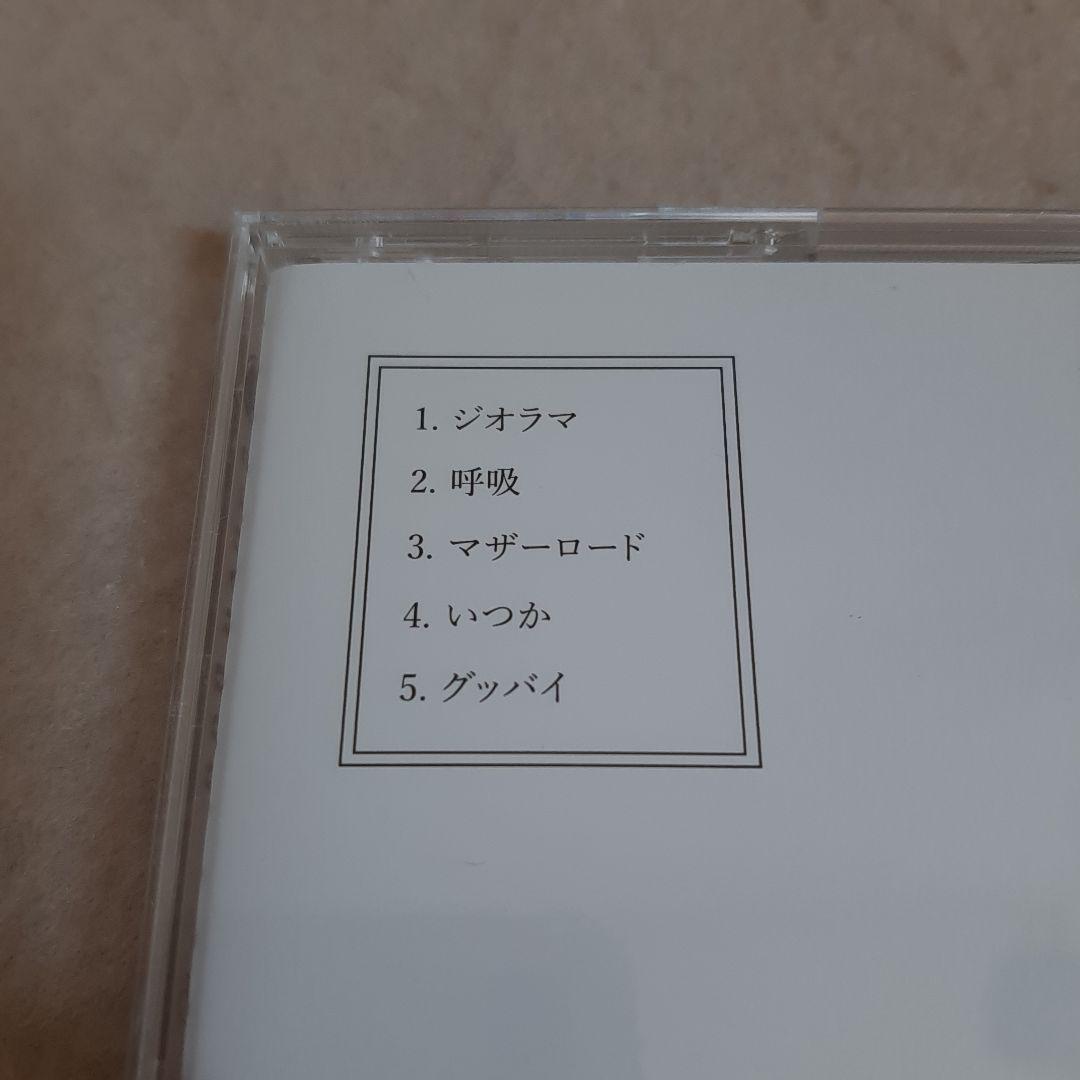 1. ジオラマ
2. 呼吸
3. マザーロード
4. いつか
5. グッバイ